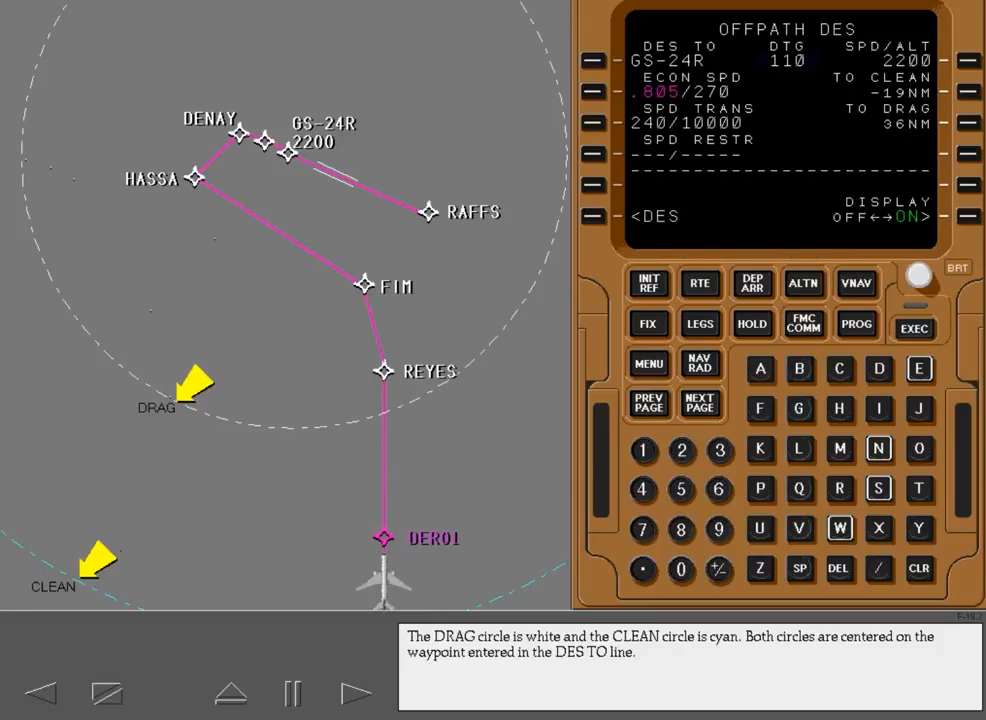 OFFPATH DES
DES TO DTG SPD/ALT
GS-24R 110 2200
ECON SPD TO CLEAN
.805/270 -19NM
SPD TRANS TO DRAG
240/10000 36NM
SPD RESTR
---/-----
------------------------------
DISPLAY
<DES OFF←→ON>
DENAY
GS-24R
2200
HASSA
RAFFS
FIM
REYES
DRAG
DER01
CLEAN
BRT
INIT REF
RTE
DEP ARR
ALTN
VNAV
FIX
LEGS
HOLD
FMC COMM
PROG
EXEC
MENU
NAV RAD
PREV PAGE
NEXT PAGE
A B C D E
F G H I J
1 2 3 K L M N O
4 5 6 P Q R S T
7 8 9 U V W X Y
. 0 +/- Z SP DEL / CLR
The DRAG circle is white and the CLEAN circle is cyan. Both circles are centered on the
waypoint entered in the DES TO line.